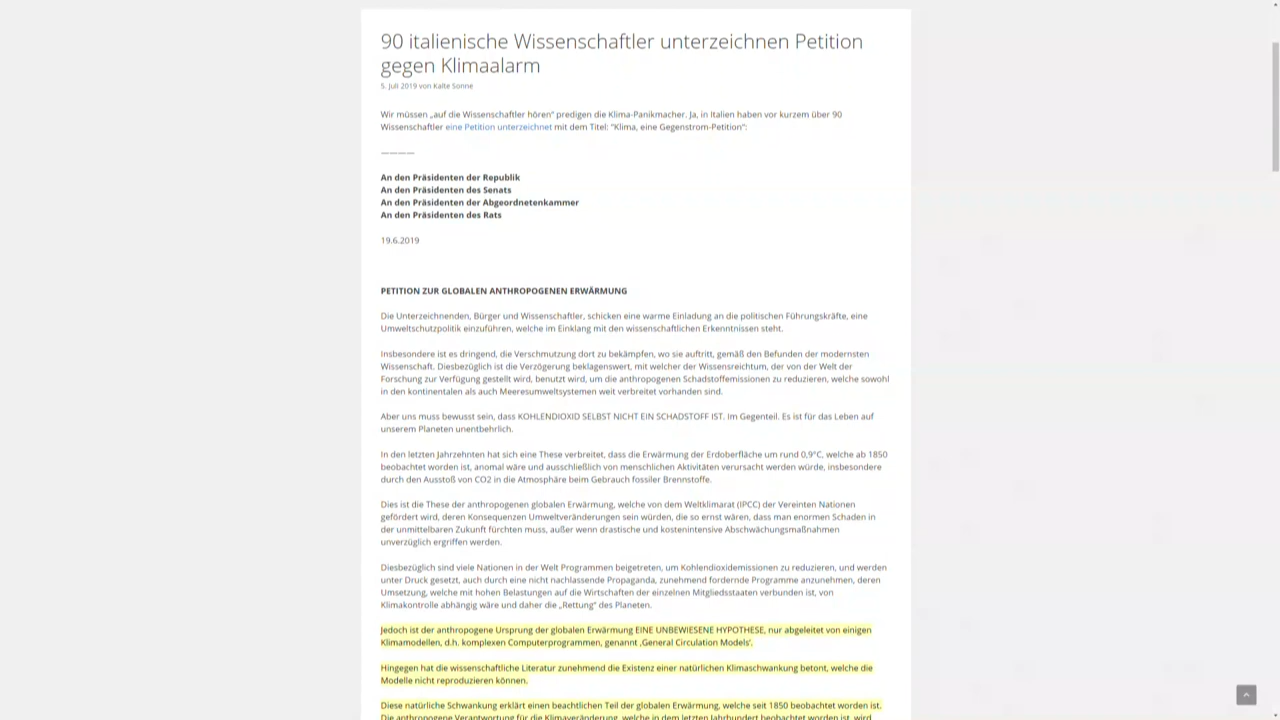 90 italienische Wissenschaftler unterzeichnen Petition
gegen Klimaalarm
5. Juli 2019 von Kalte Sonne
Wir müssen „auf die Wissenschaftler hören" predigen die Klima-Panikmacher. Ja, in Italien haben vor kurzem über 90
Wissenschaftler eine Petition unterzeichnet mit dem Titel: "Klima, eine Gegenstrom-Petition":
————–
An den Präsidenten der Republik
An den Präsidenten des Senats
An den Präsidenten der Abgeordnetenkammer
An den Präsidenten des Rats
19.6.2019
PETITION ZUR GLOBALEN ANTHROPOGENEN ERWÄRMUNG
Die Unterzeichnenden, Bürger und Wissenschaftler, schicken eine warme Einladung an die politischen Führungskräfte, eine
Umweltschutzpolitik einzuführen, welche im Einklang mit den wissenschaftlichen Erkenntnissen steht.
Insbesondere ist es dringend, die Verschmutzung dort zu bekämpfen, wo sie auftritt, gemäß den Befunden der modernsten
Wissenschaft. Diesbezüglich ist die Verzögerung beklagenswert, mit welcher der Wissensreichtum, der von der Welt der
Forschung zur Verfügung gestellt wird, benutzt wird, um die anthropogenen Schadstoffemissionen zu reduzieren, welche sowohl
in den kontinentalen als auch Meeresumweltsystemen weit verbreitet vorhanden sind.
Aber uns muss bewusst sein, dass KOHLENDIOXID SELBST NICHT EIN SCHADSTOFF IST. Im Gegenteil. Es ist für das Leben auf
unserem Planeten unentbehrlich.
In den letzten Jahrzehnten hat sich eine These verbreitet, dass die Erwärmung der Erdoberfläche um rund 0,9°C, welche ab 1850
beobachtet worden ist, anomal wäre und ausschließlich von menschlichen Aktivitäten verursacht werden würde, insbesondere
durch den Ausstoß von CO2 in die Atmosphäre beim Gebrauch fossiler Brennstoffe.
Dies ist die These der anthropogenen globalen Erwärmung, welche von dem Weltklimarat (IPCC) der Vereinten Nationen
gefördert wird, deren Konsequenzen Umweltveränderungen sein würden, die so ernst wären, dass man enormen Schaden in
der unmittelbaren Zukunft fürchten muss, außer wenn drastische und kostenintensive Abschwächungsmaßnahmen
unverzüglich ergriffen werden.
Diesbezüglich sind viele Nationen in der Welt Programmen beigetreten, um Kohlendioxidemissionen zu reduzieren, und werden
unter Druck gesetzt, auch durch eine nicht nachlassende Propaganda, zunehmend fordernde Programme anzunehmen, deren
Umsetzung, welche mit hohen Belastungen auf die Wirtschaften der einzelnen Mitgliedsstaaten verbunden ist, von
Klimakontrolle abhängig wäre und daher die „Rettung" des Planeten.
Jedoch ist der anthropogene Ursprung der globalen Erwärmung EINE UNBEWIESENE HYPOTHESE, nur abgeleitet von einigen
Klimamodellen, d.h. komplexen Computerprogrammen, genannt ‚General Circulation Models'.
Hingegen hat die wissenschaftliche Literatur zunehmend die Existenz einer natürlichen Klimaschwankung betont, welche die
Modelle nicht reproduzieren können.
Diese natürliche Schwankung erklärt einen beachtlichen Teil der globalen Erwärmung, welche seit 1850 beobachtet worden ist.
Die anthropogene Verantwortung für die Klimaveränderung, welche in dem letzten Jahrhundert beobachtet worden ist, wird